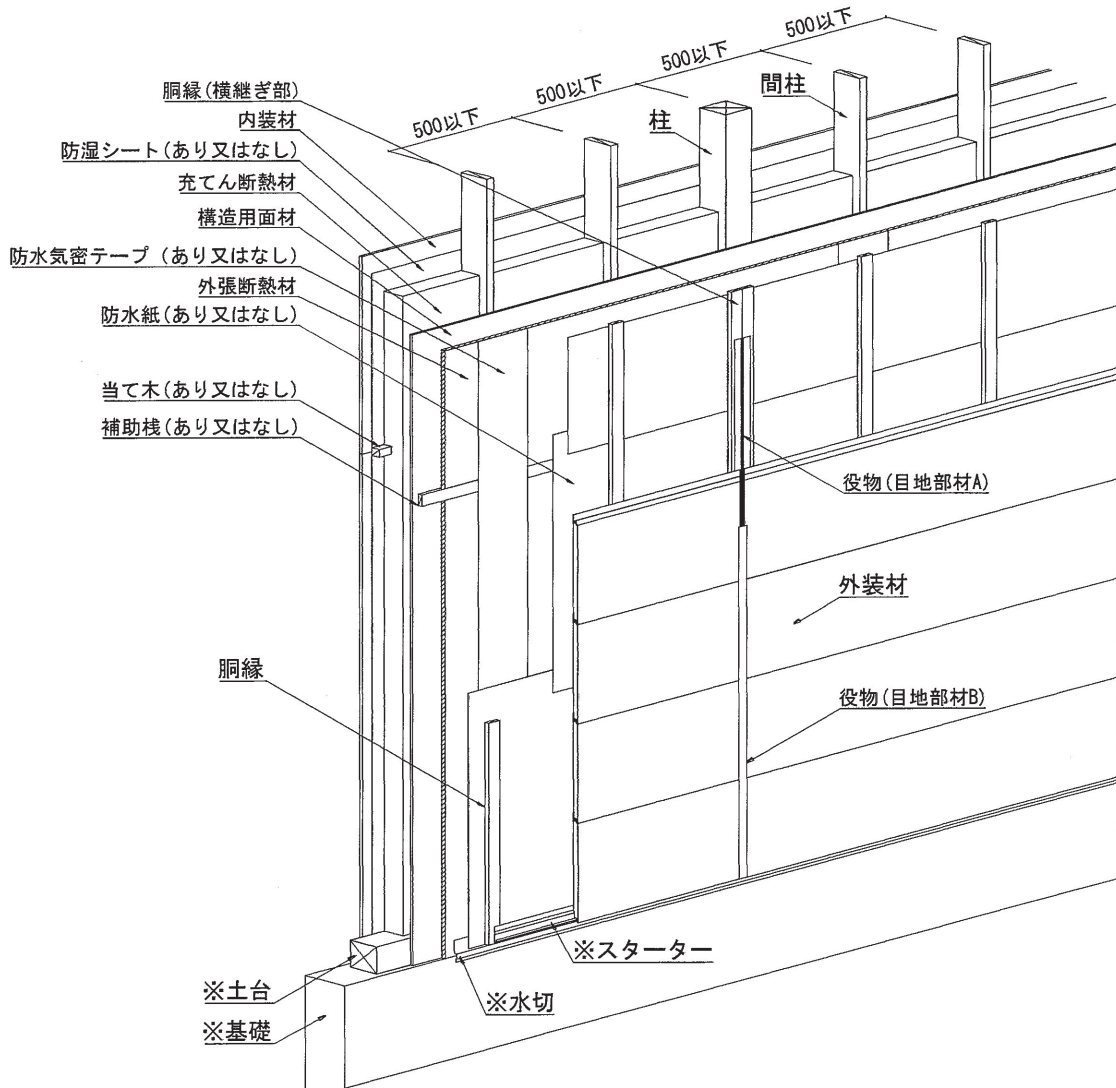 500以下
500以下
500以下
500以下
胴縁(横継ぎ部)
内装材
防湿シート(あり又はなし)
充てん断熱材
構造用面材
防水気密テープ (あり又はなし)
外張断熱材
防水紙(あり又はなし)
当て木(あり又はなし)
補助桟(あり又はなし)
柱
間柱
役物(目地部材A)
外装材
胴縁
役物(目地部材B)
※スターター
※水切
※土台
※基礎